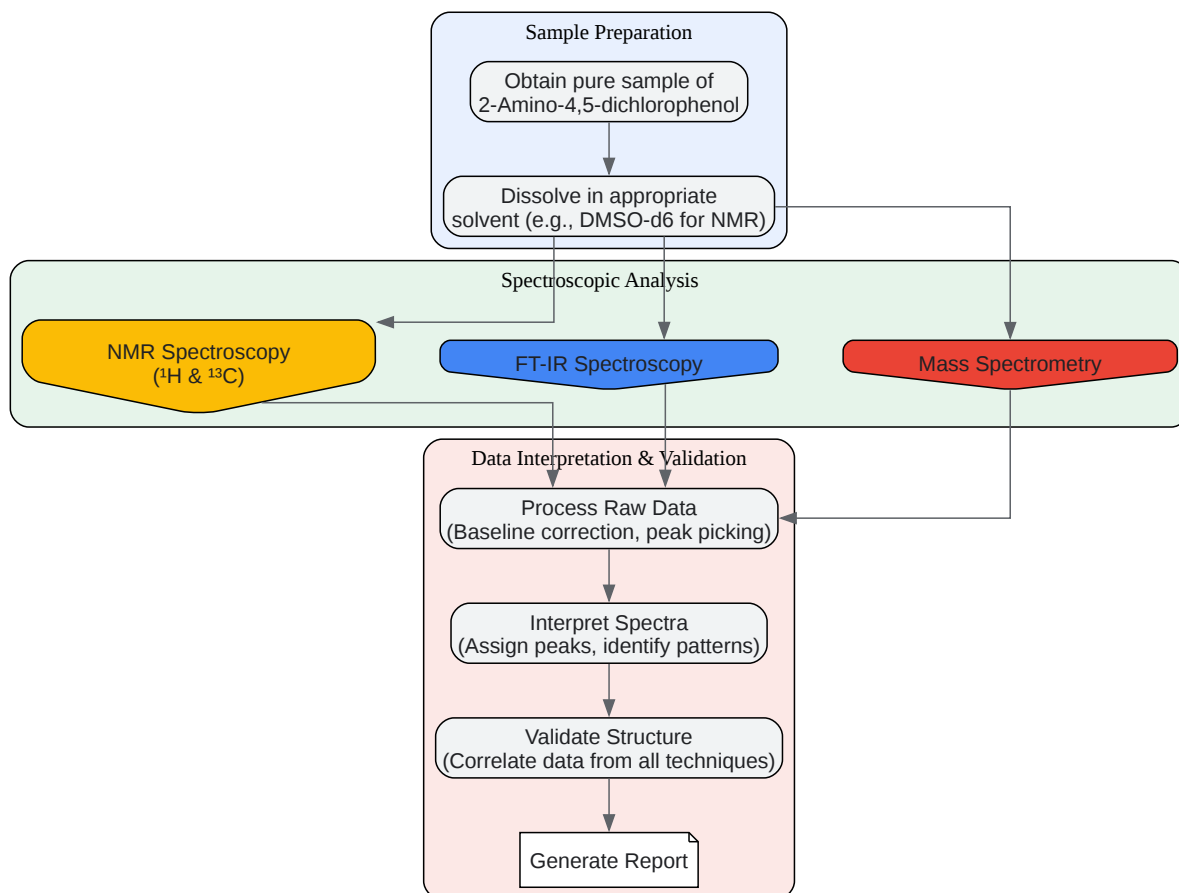 Sample Preparation
Obtain pure sample of
2-Amino-4,5-dichlorophenol
Dissolve in appropriate
solvent (e.g., DMSO-d6 for NMR)
Spectroscopic Analysis
NMR Spectroscopy
(¹H & ¹³C)
FT-IR Spectroscopy
Mass Spectrometry
Data Interpretation & Validation
Process Raw Data
(Baseline correction, peak picking)
Interpret Spectra
(Assign peaks, identify patterns)
Validate Structure
(Correlate data from all techniques)
Generate Report